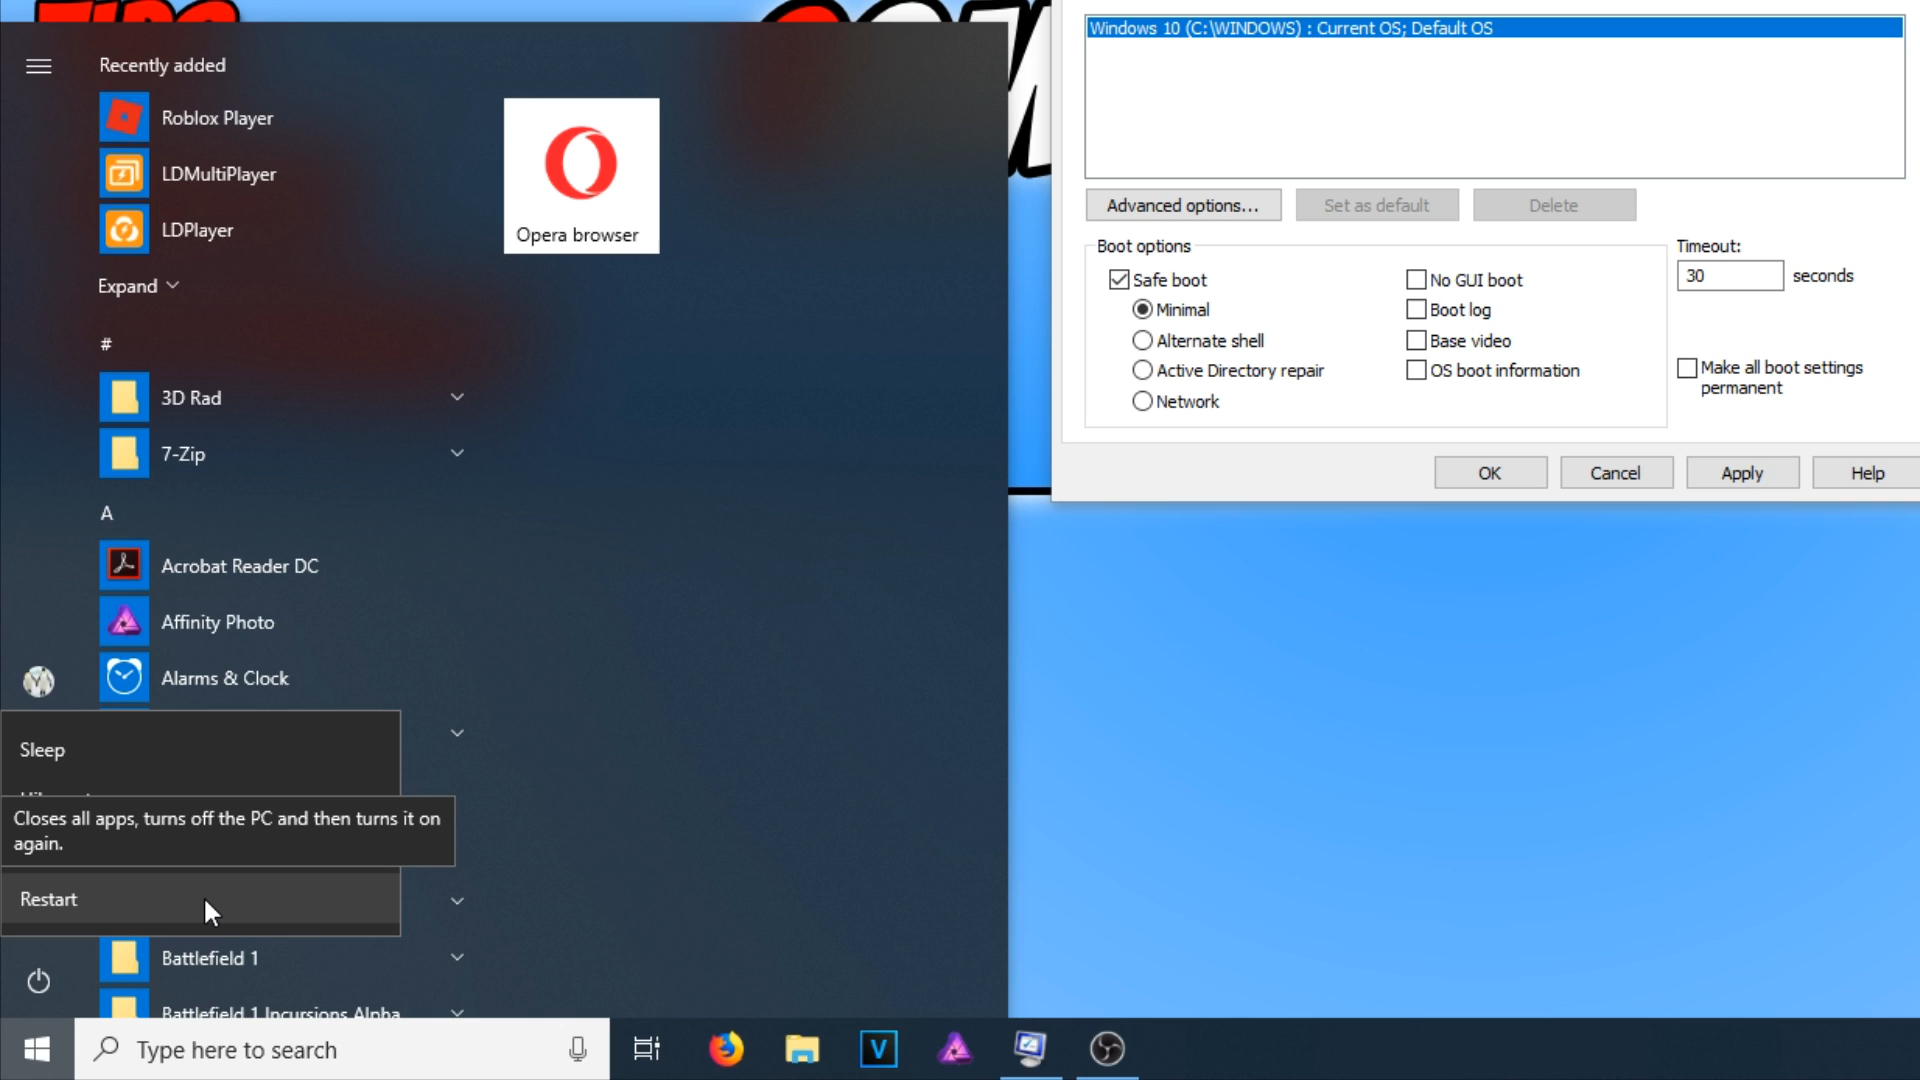 TIPS
Recently added
Roblox Player
LDMultiPlayer
LDPlayer
Expand
#
3D Rad
7-Zip
A
Acrobat Reader DC
Affinity Photo
Alarms & Clock
Opera browser
Sleep
Closes all apps, turns off the PC and then turns it on
again.
Restart
Battlefield 1
Battlefield 1 Incursions Alpha
Type here to search
V
Windows 10 (C:\WINDOWS) : Current OS; Default OS
Advanced options...
Set as default
Delete
Boot options
Safe boot
Minimal
Alternate shell
Active Directory repair
Network
No GUI boot
Boot log
Base video
OS boot information
Timeout:
30 seconds
Make all boot settings
permanent
OK
Cancel
Apply
Help